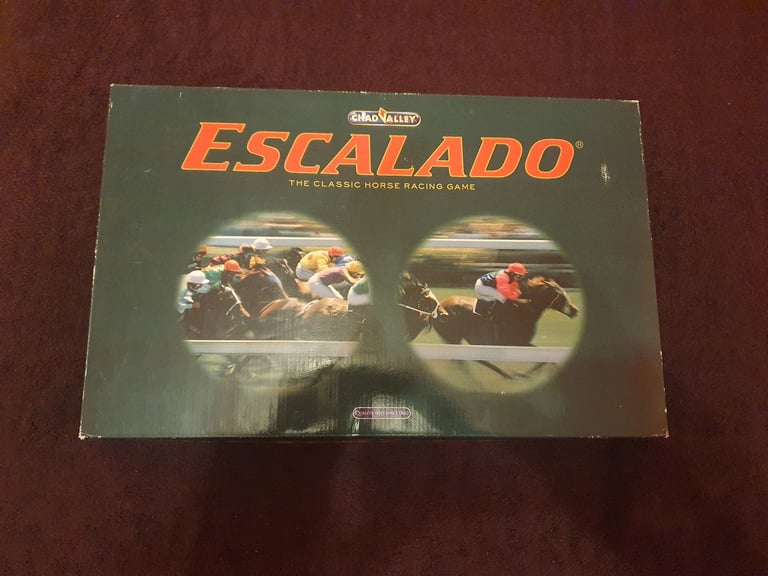 CHAD VALLEY
ESCALADO®
THE CLASSIC HORSE RACING GAME